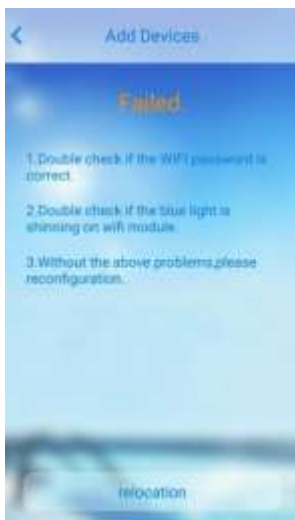 Add Devices
Failed
1.Double check if the WIFI password is
correct.
2.Double check if the blue light is
shinning on wifi module.
3.Without the above problems,please
reconfiguration.
relocation